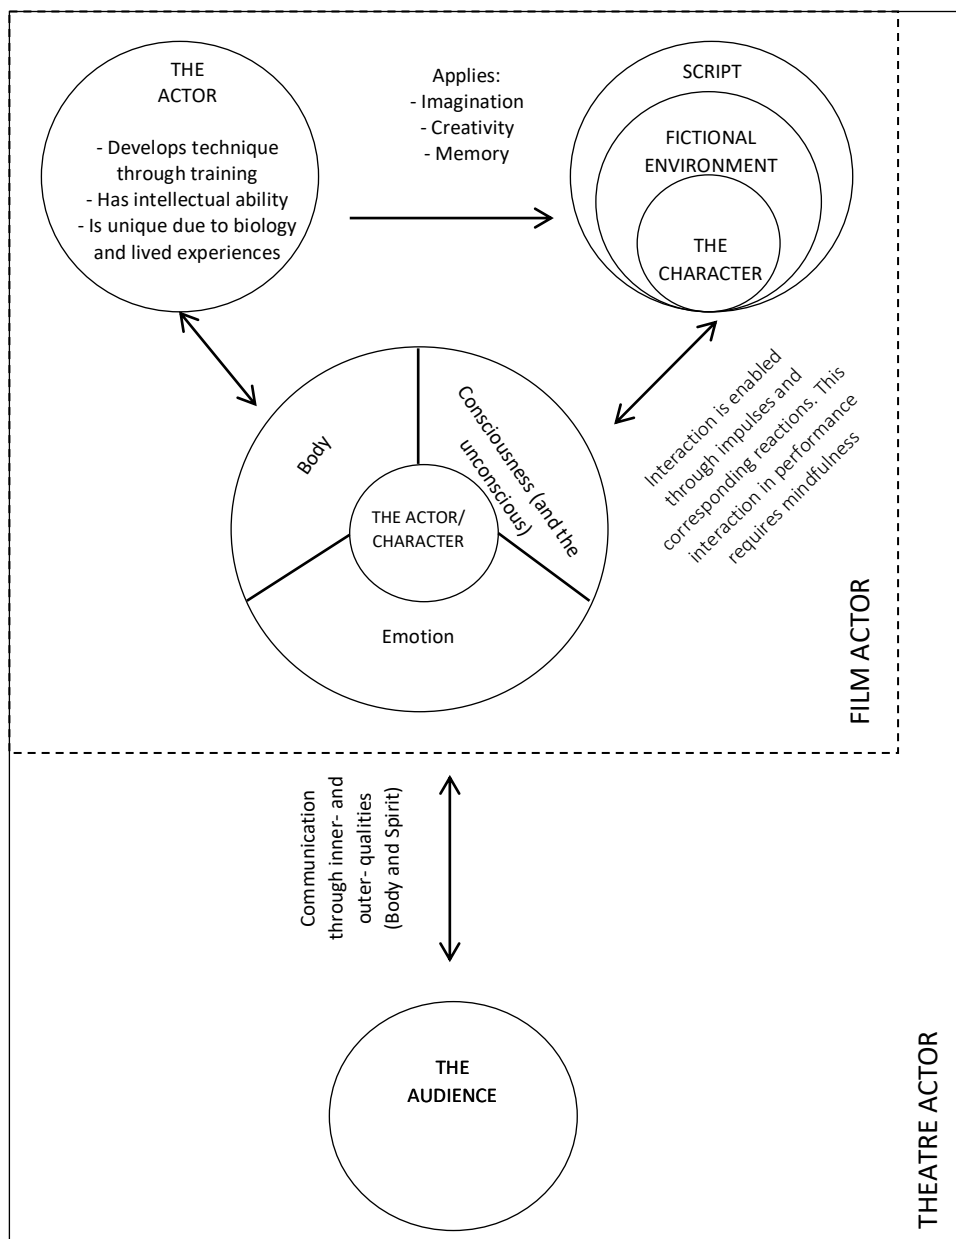 THE
ACTOR
- Develops technique
through training
- Has intellectual ability
- Is unique due to biology
and lived experiences
Applies:
- Imagination
- Creativity
- Memory
SCRIPT
FICTIONAL
ENVIRONMENT
THE
CHARACTER
Interaction is enabled
through impulses and
corresponding reactions. This
interaction in performance
requires mindfulness
Body
Consciousness (and the
unconscious)
THE ACTOR/
CHARACTER
Emotion
FILM ACTOR
Communication
through inner- and
outer- qualities
(Body and Spirit)
THE
AUDIENCE
THEATRE ACTOR